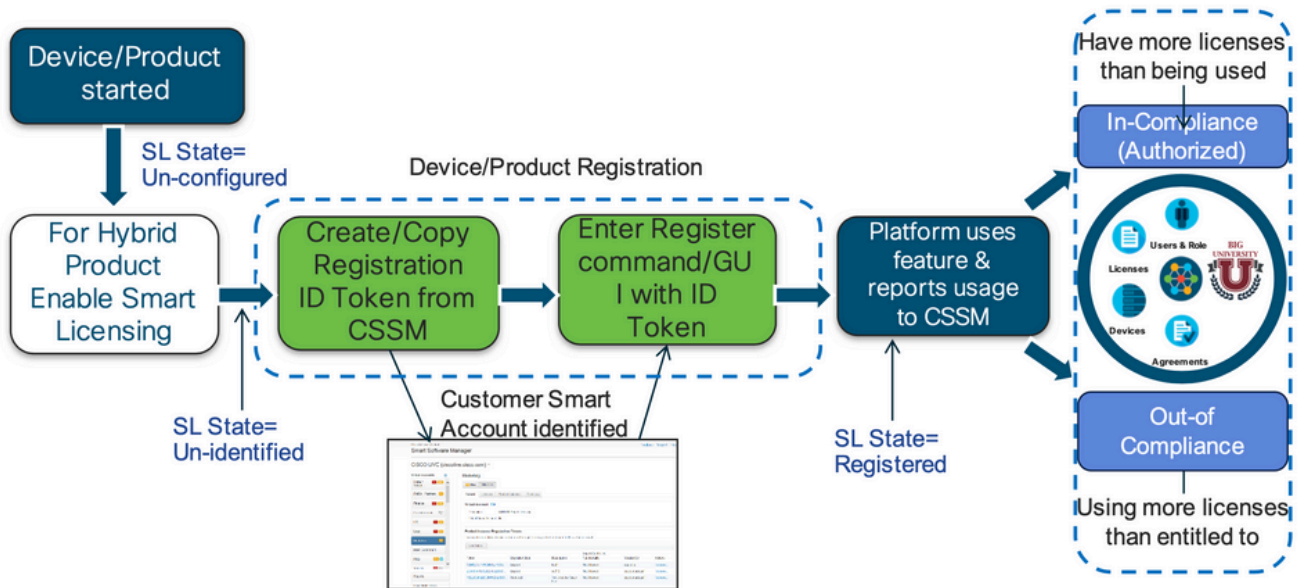 Device/Product
started
SL State=
Un-configured
For Hybrid
Product
Enable Smart
Licensing
SL State=
Un-identified
Device/Product Registration
Create/Copy
Registration
ID Token from
CSSM
Enter Register
command/GU
I with ID
Token
Customer Smart
Account identified
Smart Software Manager
Platform uses
feature &
reports usage
to CSSM
SL State=
Registered
Have more licenses
than being used
In-Compliance
(Authorized)
Users & Role
BIG
UNIVERSITY
U
Licenses
Devices
Agreements
Out-of
Compliance
Using more licenses
than entitled to